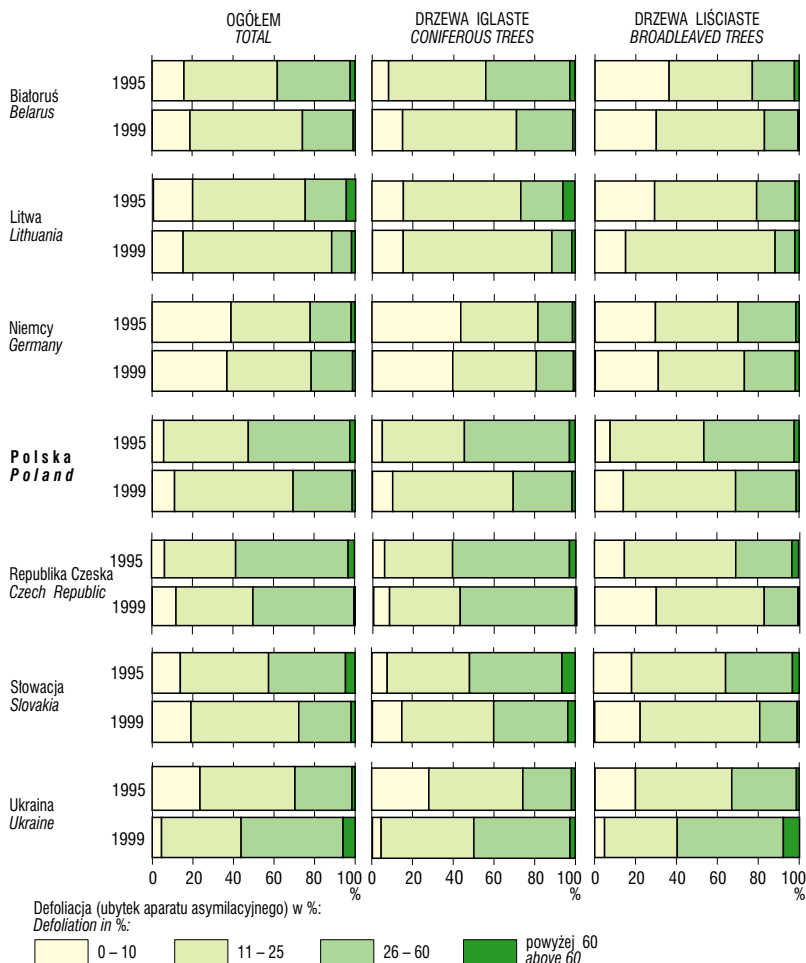 OGÓŁEM
TOTAL
DRZEWA IGLASTE
CONIFEROUS TREES
DRZEWA LIŚCIASTE
BROADLEAVED TREES
Białoruś
Belarus
1995
1999
Litwa
Lithuania
1995
1999
Niemcy
Germany
1995
1999
Polska
Poland
1995
1999
Republika Czeska
Czech Republic
1995
1999
Słowacja
Slovakia
1995
1999
Ukraina
Ukraine
1995
1999
0 20 40 60 80 100
%
0 20 40 60 80 100
%
0 20 40 60 80 100
%
Defoliacja (ubytek aparatu asymilacyjnego) w %:
Defoliation in %:
0 – 10
11 – 25
26 – 60
powyżej 60
above 60